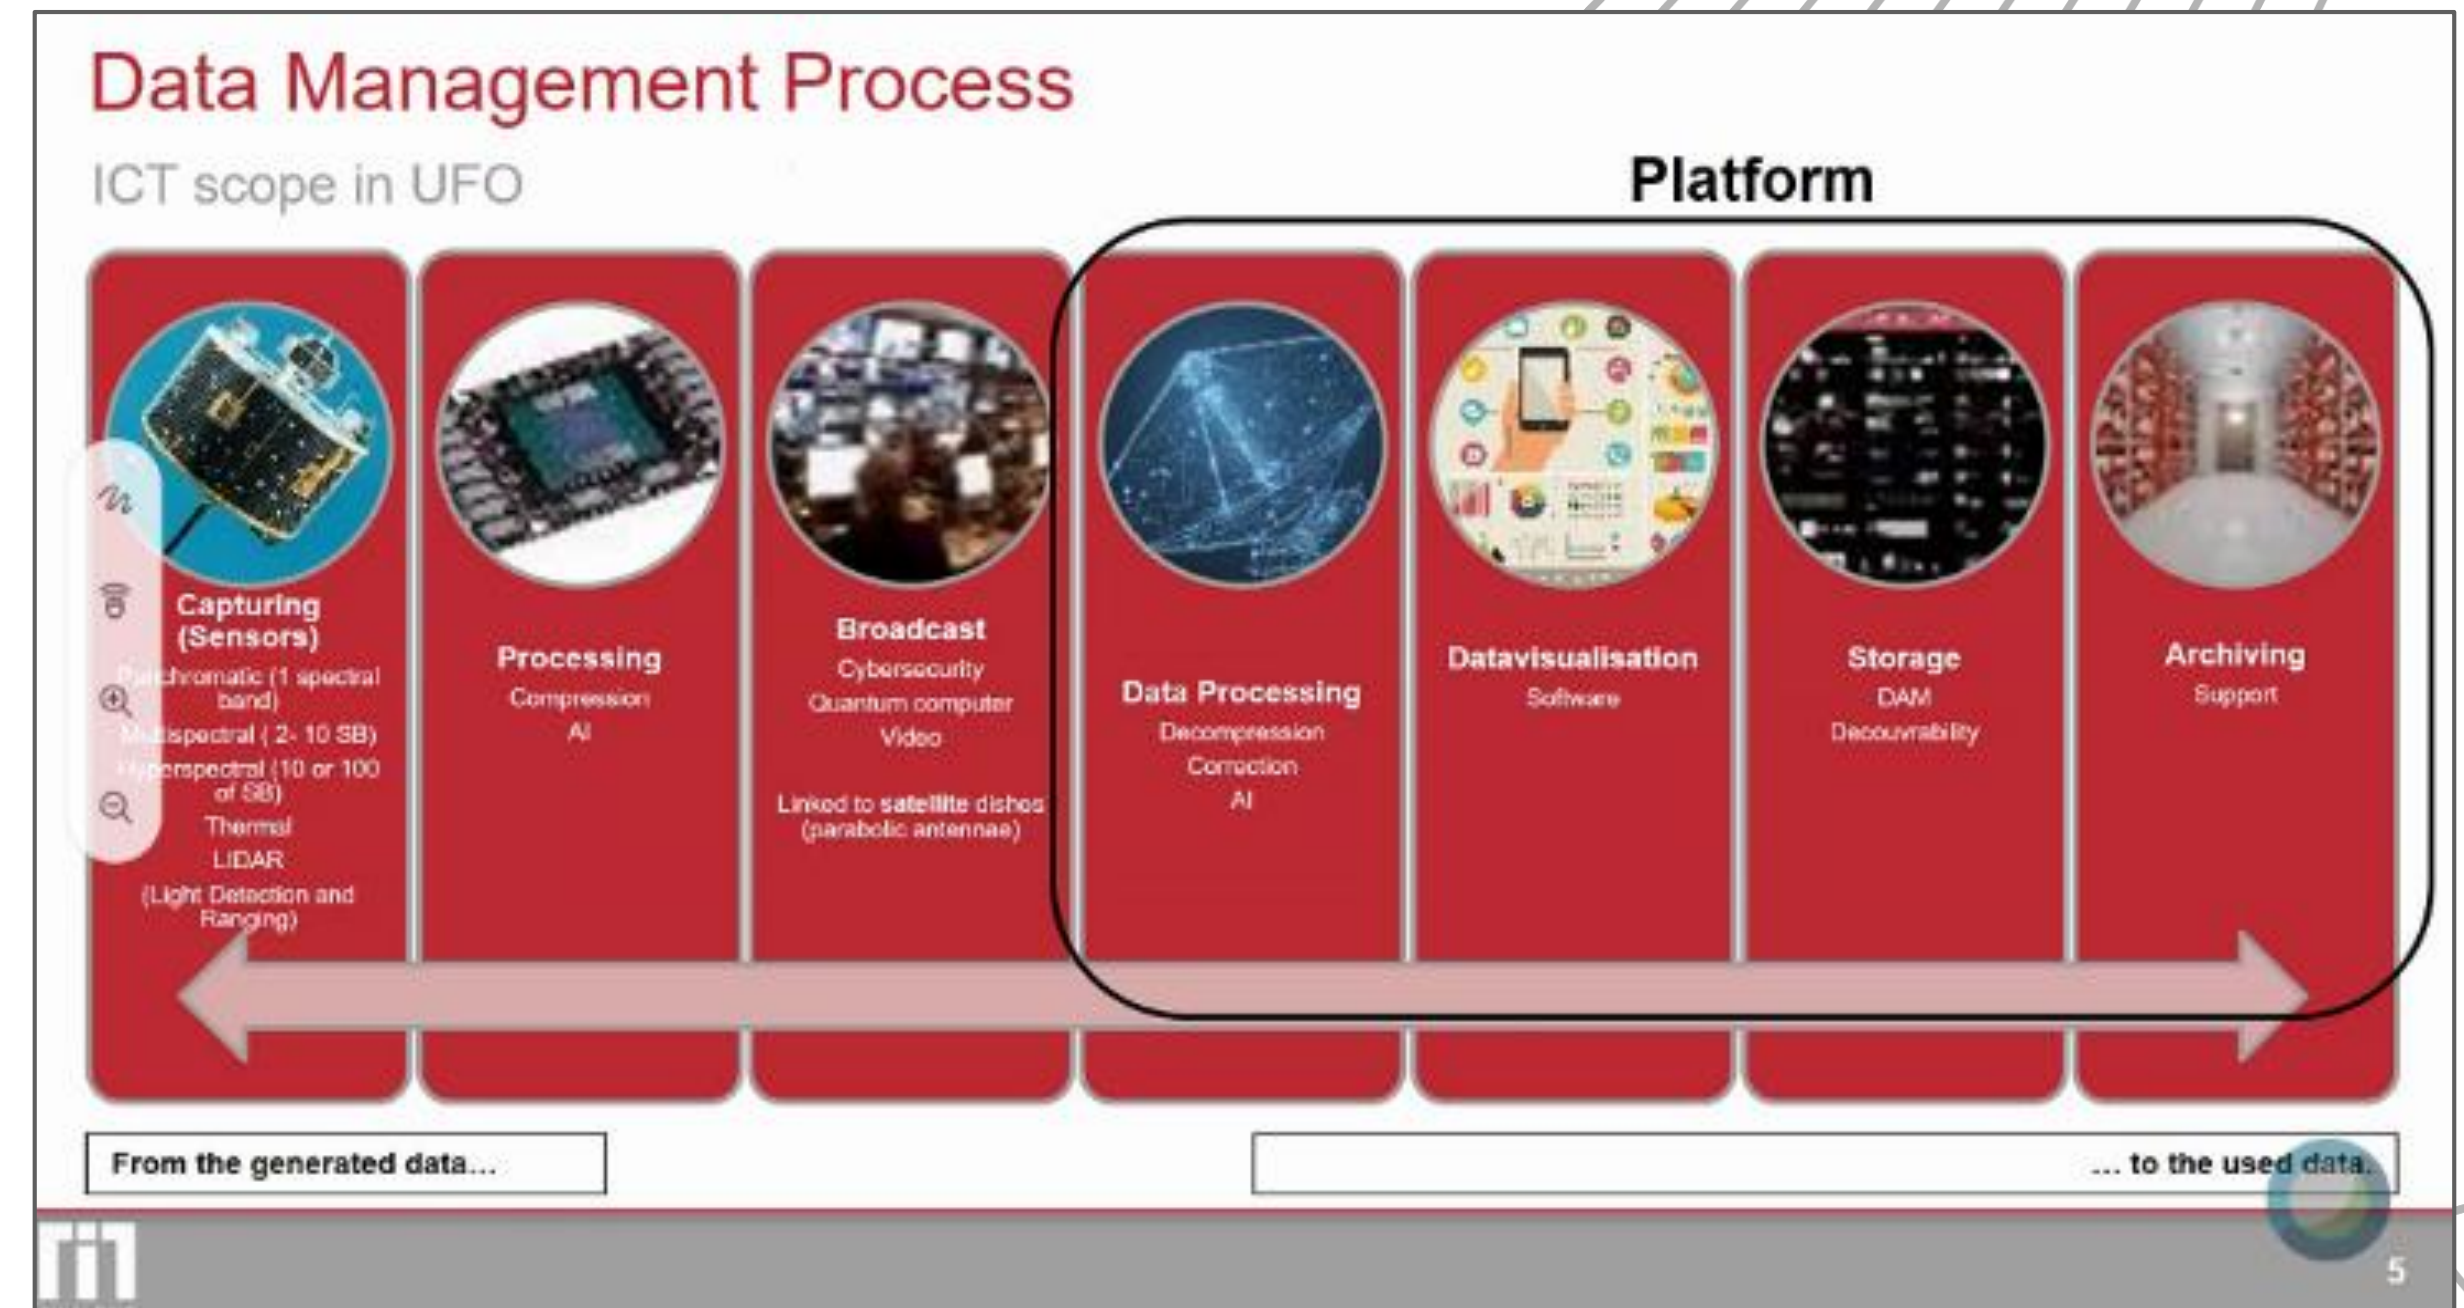 Data Management Process
ICT scope in UFO
Platform
Capturing
(Sensors)
Panchromatic (1 spectral
band)
Multispectral ( 2- 10 SB)
Hyperspectral (10 or 100
of SB)
Thermal
LIDAR
(Light Detection and
Ranging)
Processing
Compression
AI
Broadcast
Cybersecurity
Quantum computer
Video
Linked to satellite dishes
(parabolic antennae)
Data Processing
Decompression
Correction
AI
Datavisualisation
Software
Storage
DAM
Decouvrability
Archiving
Support
From the generated data...
... to the used data.
5